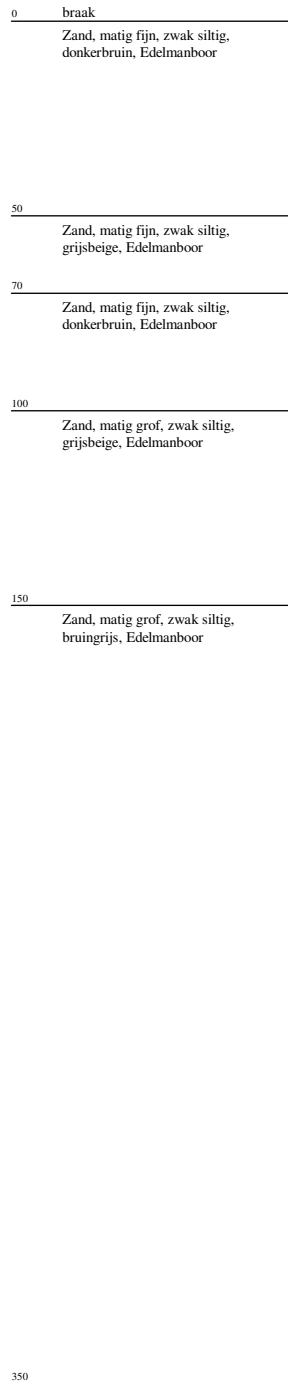 0 braak
Zand, matig fijn, zwak siltig,
donkerbruin, Edelmanboor
50
Zand, matig fijn, zwak siltig,
grijsbeige, Edelmanboor
70
Zand, matig fijn, zwak siltig,
donkerbruin, Edelmanboor
100
Zand, matig grof, zwak siltig,
grijsbeige, Edelmanboor
150
Zand, matig grof, zwak siltig,
bruingrijs, Edelmanboor
350